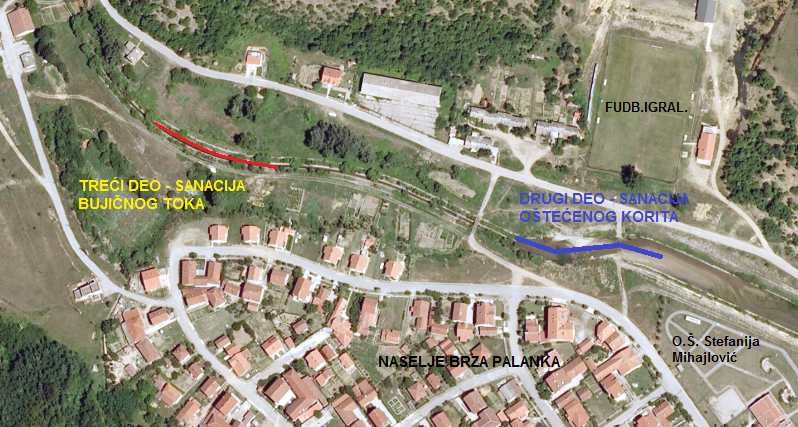 FUDB.IGRAL.
TREĆI DEO - SANACIJA
BUJIČNOG TOKA
DRUGI DEO - SANACIJA
OŠTEĆENOG KORITA
O.Š. Stefanija
Mihajlović
NASELJE BRZA PALANKA